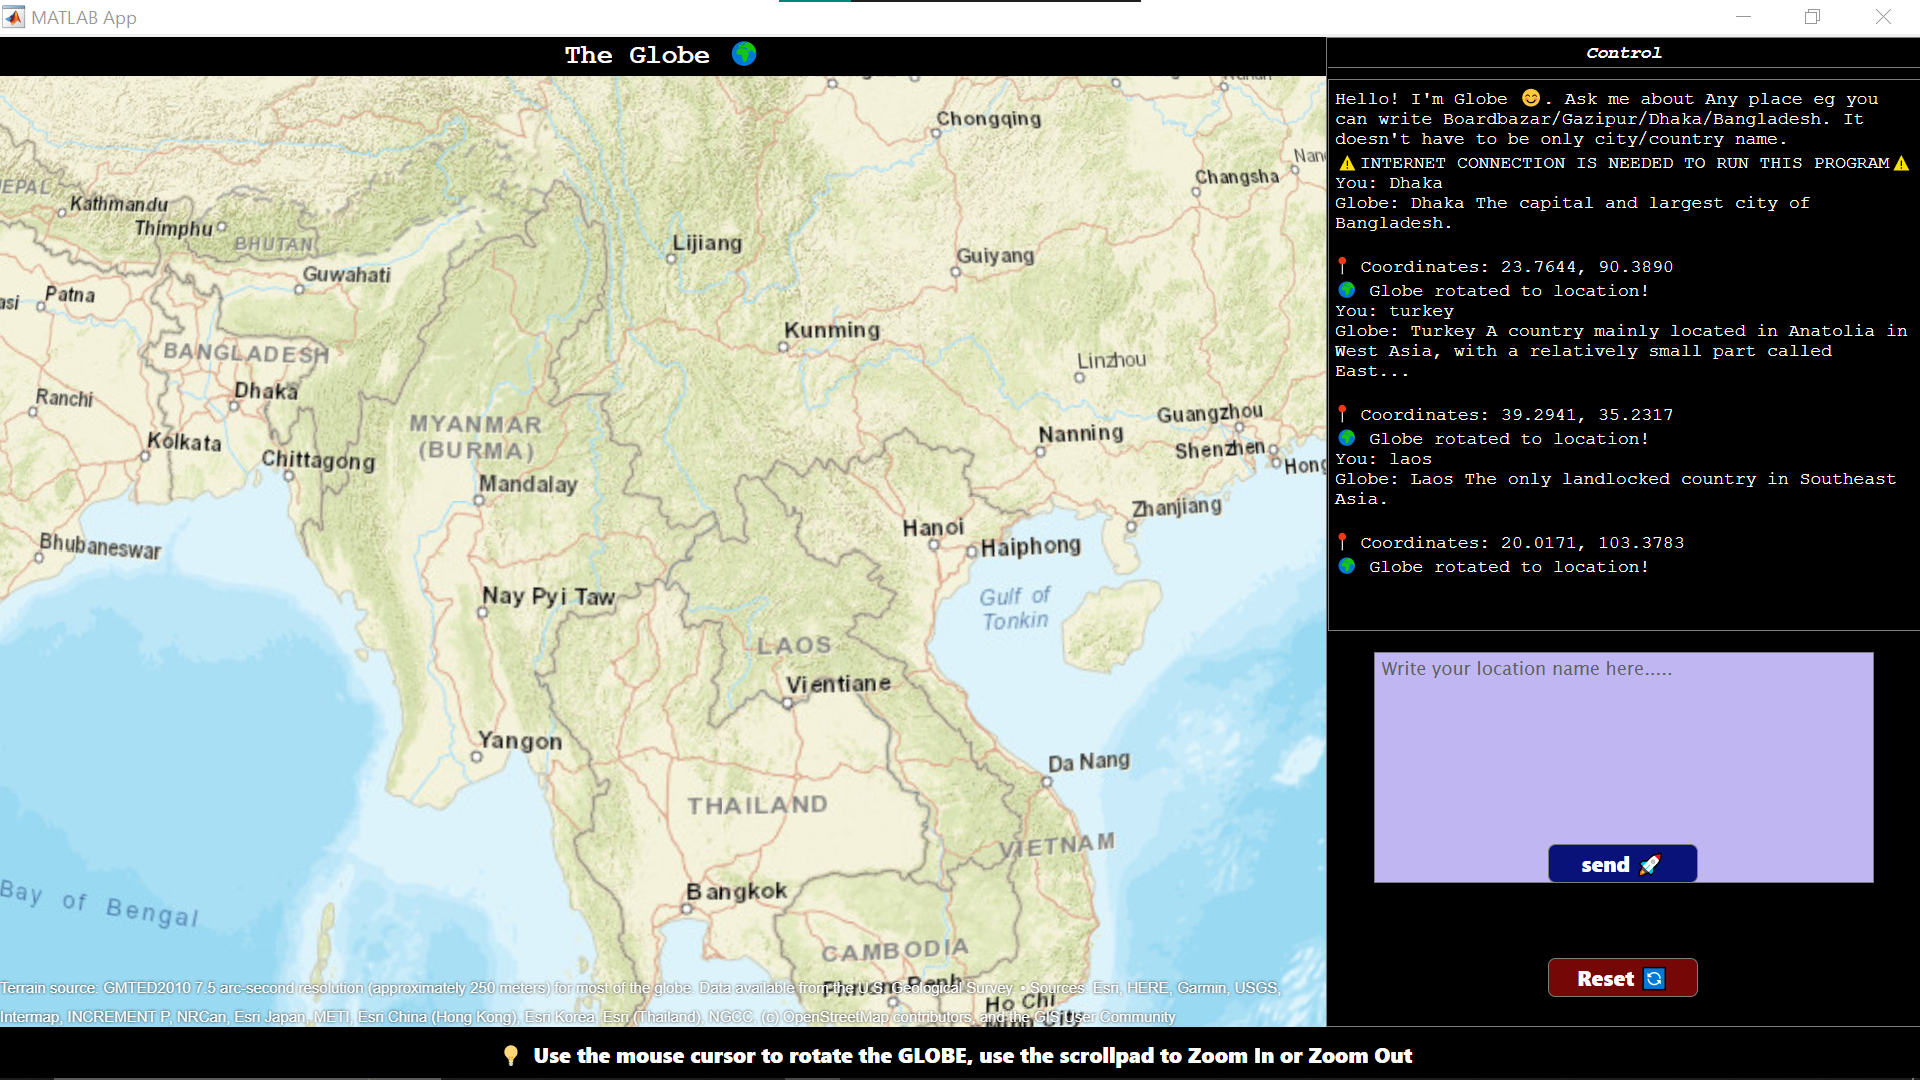 MATLAB App
The Globe
Control
Chongqing
Changsha
EPAL
Kathmandu
Thimphu
BHUTAN
Lijiang
Guiyang
Guwahati
Patna
asi
Kunming
BANGLADESH
Linzhou
Dhaka
Ranchi
Guangzhou
MYANMAR
(BURMA)
Nanning
Kolkata
Shenzhen
Chittagong
Hong
Mandalay
Zhanjiang
Hanoi
Haiphong
Bhubaneswar
Nay Pyi Taw
Gulf of
Tonkin
LAOS
Vientiane
Yangon
Da Nang
THAILAND
VIETNAM
Bangkok
Bay of Bengal
CAMBODIA
Ho Chi
Terrain source: GMTED2010 7.5 arc-second resolution (approximately 250 meters) for most of the globe. Data available from the U.S. Geological Survey. • Sources: Esri, HERE, Garmin, USGS,
Intermap, INCREMENT P, NRCan, Esri Japan, METI, Esri China (Hong Kong), Esri Korea, Esri (Thailand), NGCC, (c) OpenStreetMap contributors, and the GIS User Community
Hello! I'm Globe 😊. Ask me about Any place eg you
can write Boardbazar/Gazipur/Dhaka/Bangladesh. It
doesn't have to be only city/country name.
⚠️INTERNET CONNECTION IS NEEDED TO RUN THIS PROGRAM⚠️
You: Dhaka
Globe: Dhaka The capital and largest city of
Bangladesh.
📍 Coordinates: 23.7644, 90.3890
🌍 Globe rotated to location!
You: turkey
Globe: Turkey A country mainly located in Anatolia in
West Asia, with a relatively small part called
East...
📍 Coordinates: 39.2941, 35.2317
🌍 Globe rotated to location!
You: laos
Globe: Laos The only landlocked country in Southeast
Asia.
📍 Coordinates: 20.0171, 103.3783
🌍 Globe rotated to location!
Write your location name here.....
send 🚀
Reset 🔄
💡 Use the mouse cursor to rotate the GLOBE, use the scrollpad to Zoom In or Zoom Out